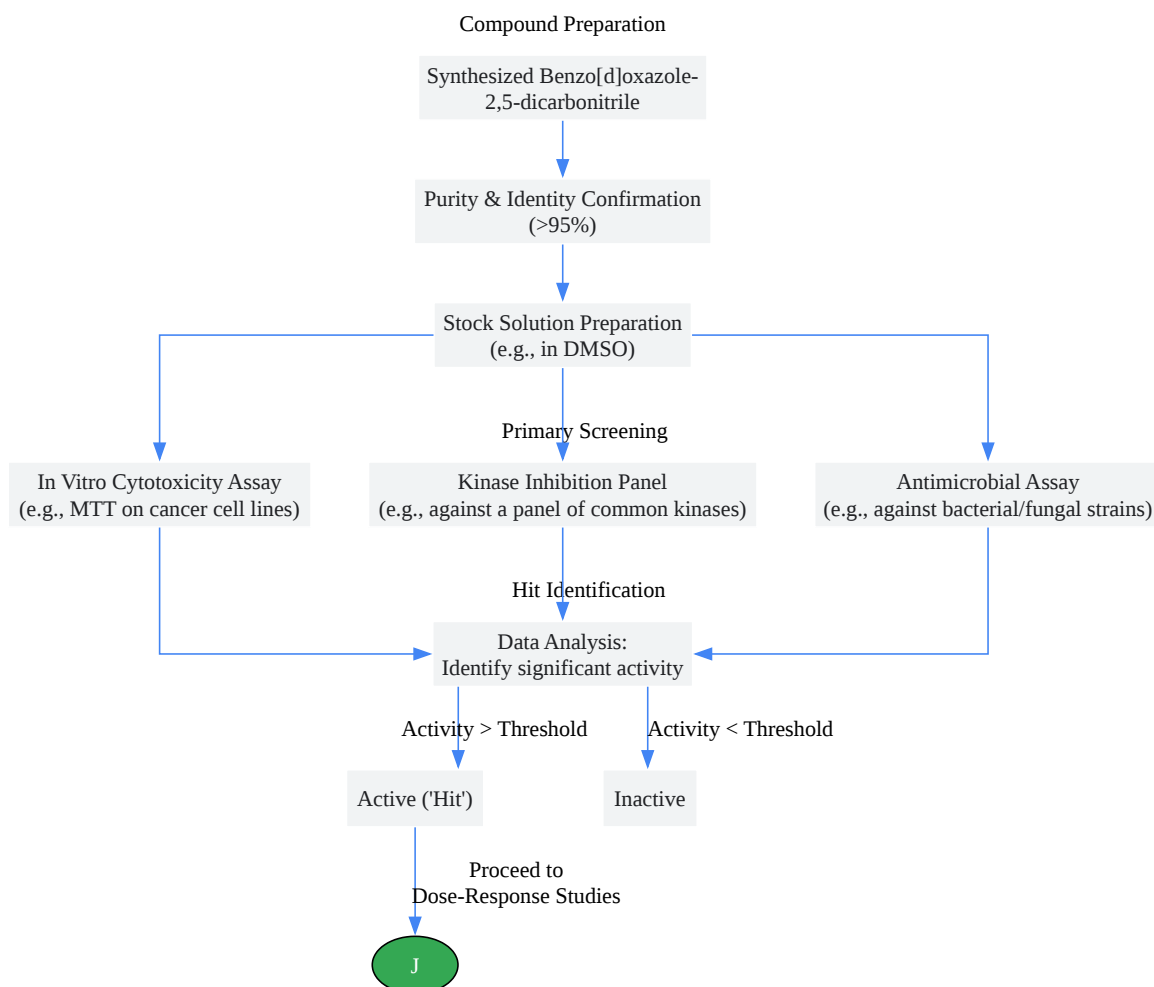 Compound Preparation
Synthesized Benzo[d]oxazole-
2,5-dicarbonitrile
Purity & Identity Confirmation
(>95%)
Stock Solution Preparation
(e.g., in DMSO)
Primary Screening
In Vitro Cytotoxicity Assay
(e.g., MTT on cancer cell lines)
Kinase Inhibition Panel
(e.g., against a panel of common kinases)
Antimicrobial Assay
(e.g., against bacterial/fungal strains)
Hit Identification
Data Analysis:
Identify significant activity
Activity > Threshold
Activity < Threshold
Active ('Hit')
Inactive
Proceed to
Dose-Response Studies
J